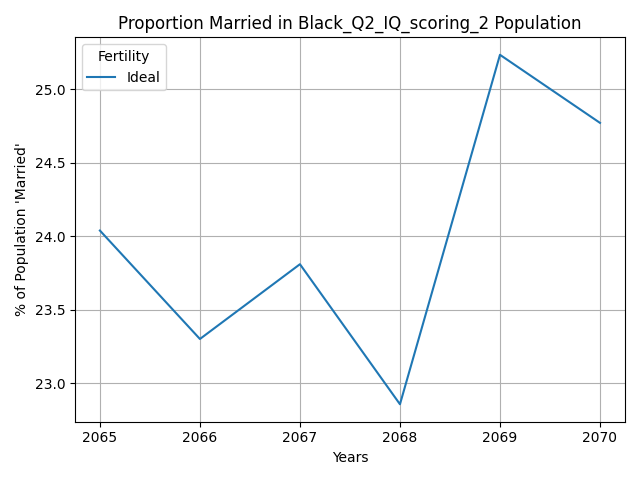 Proportion Married in Black_Q2_IQ_scoring_2 Population
Fertility
Ideal
% of Population 'Married'
25.0
24.5
24.0
23.5
23.0
2065 2066 2067 2068 2069 2070
Years